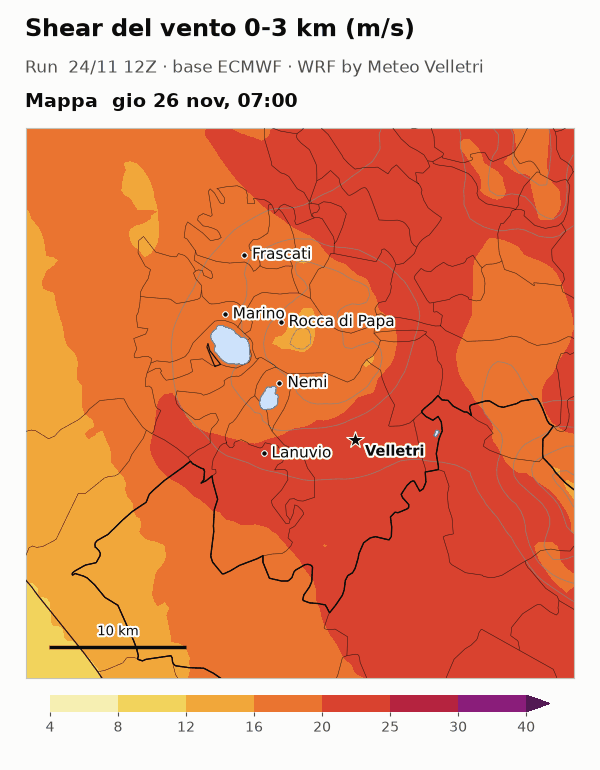 Shear del vento 0-3 km (m/s)
Run  24/11 12Z · base ECMWF · WRF by Meteo Velletri
Mappa  gio 26 nov, 07:00
Frascati
Marino
Rocca di Papa
Nemi
Velletri
Lanuvio
10 km
4 8 12 16 20 25 30 40